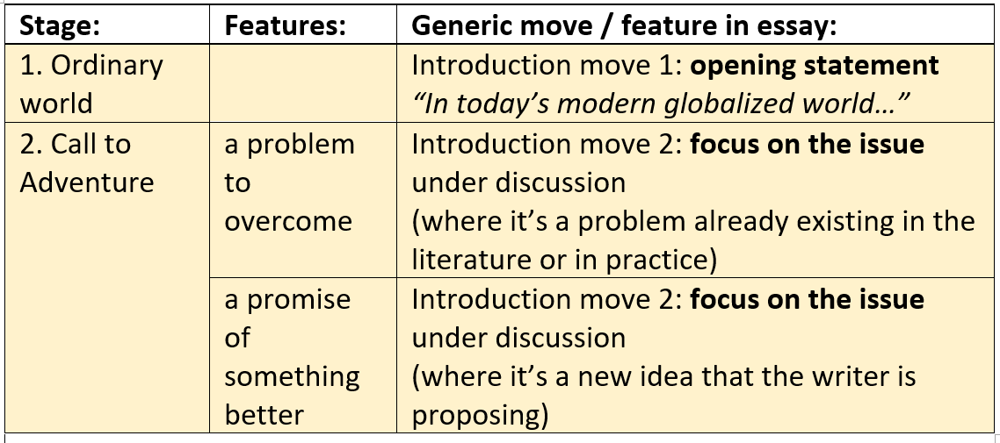 Stage: Features: Generic move / feature in essay:
1. Ordinary
world
Introduction move 1: opening statement
“In today’s modern globalized world…”
2. Call to
Adventure
a problem
to
overcome
Introduction move 2: focus on the issue
under discussion
(where it’s a problem already existing in the
literature or in practice)
a promise
of
something
better
Introduction move 2: focus on the issue
under discussion
(where it’s a new idea that the writer is
proposing)